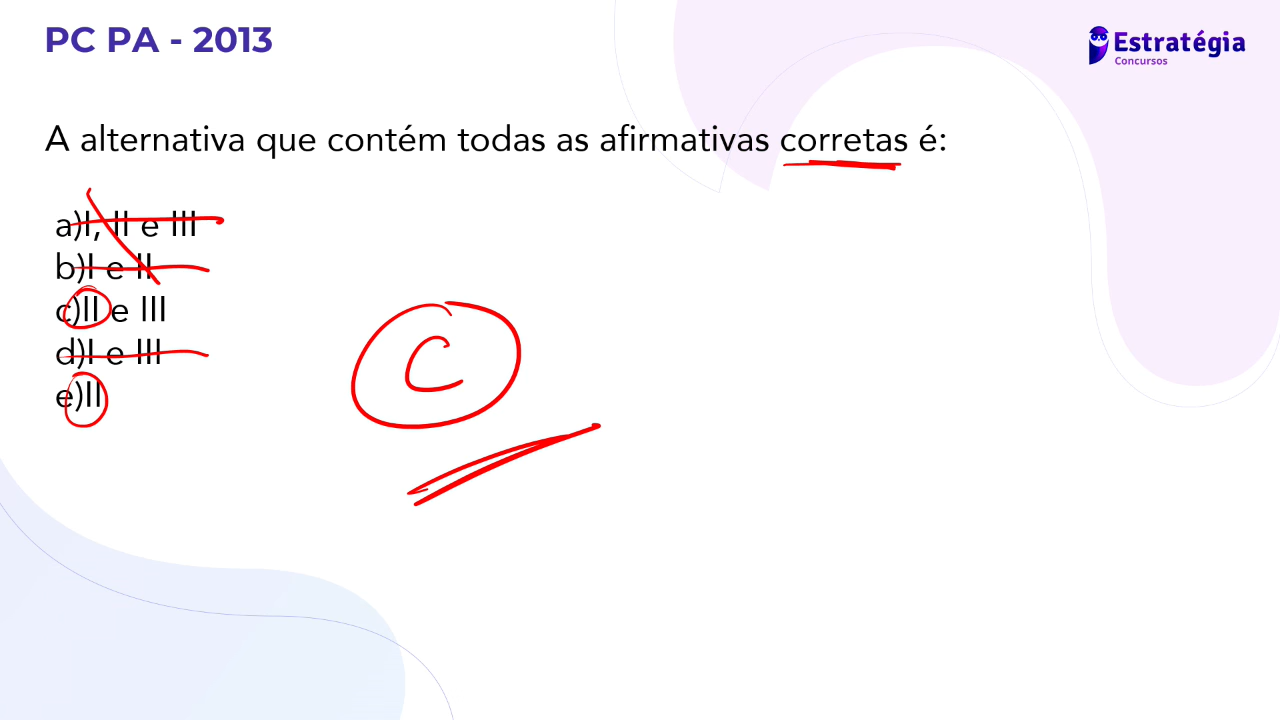 PC PA - 2013
Estratégia
Concursos
A alternativa que contém todas as afirmativas corretas é:
a)I, II e III
b)I e II
c)II e III
d)I e III
e)II
C